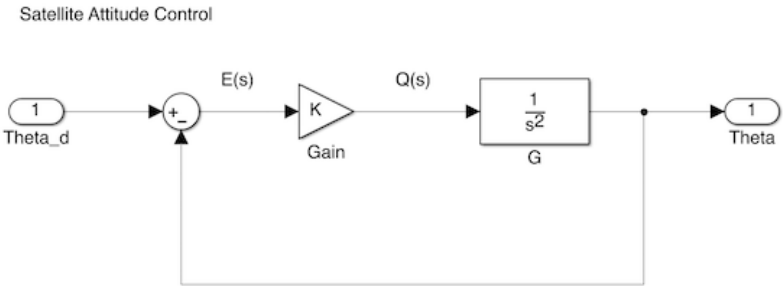 Satellite Attitude Control
E(s)
Q(s)
1
+
-
K
1
s2
1
Theta_d
Gain
G
Theta